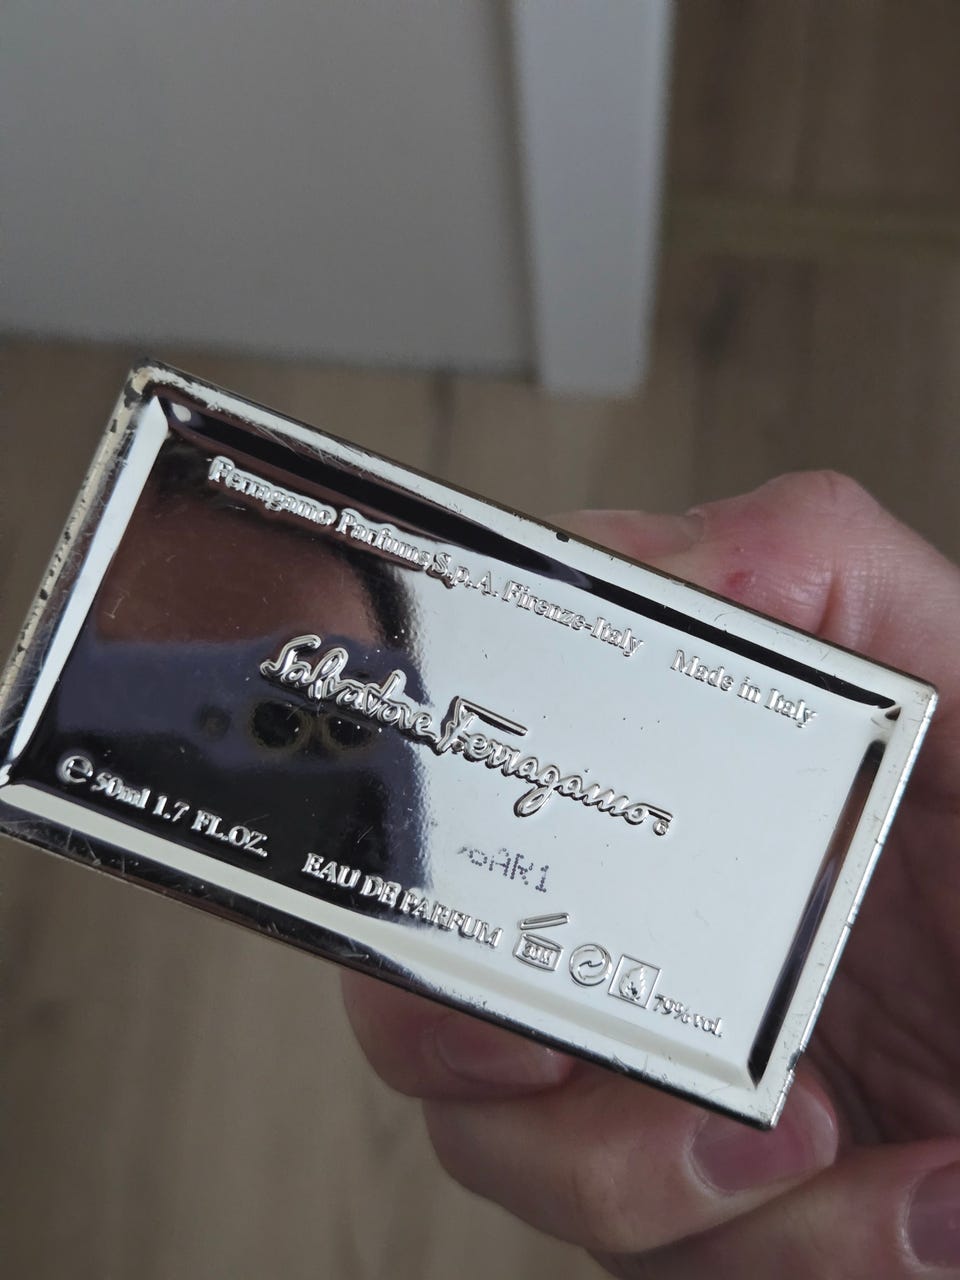 Ferragamo Parfums S.p.A. Firenze-Italy Made in Italy
Salvatore Ferragamo®
℮ 50ml 1.7 FL.OZ. EAU DE PARFUM 79% vol.